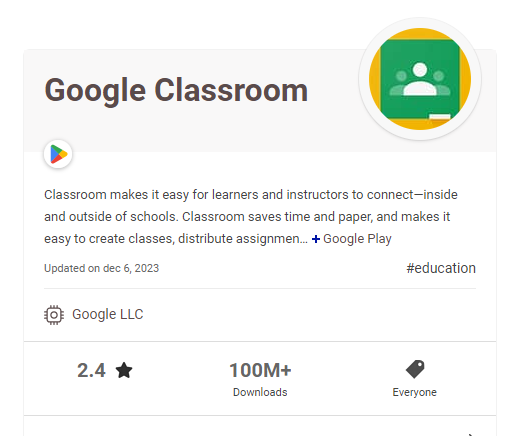 Google Classroom
Classroom makes it easy for learners and instructors to connect—inside
and outside of schools. Classroom saves time and paper, and makes it
easy to create classes, distribute assignmen... + Google Play
Updated on dec 6, 2023
#education
Google LLC
2.4
100M+
Downloads
Everyone